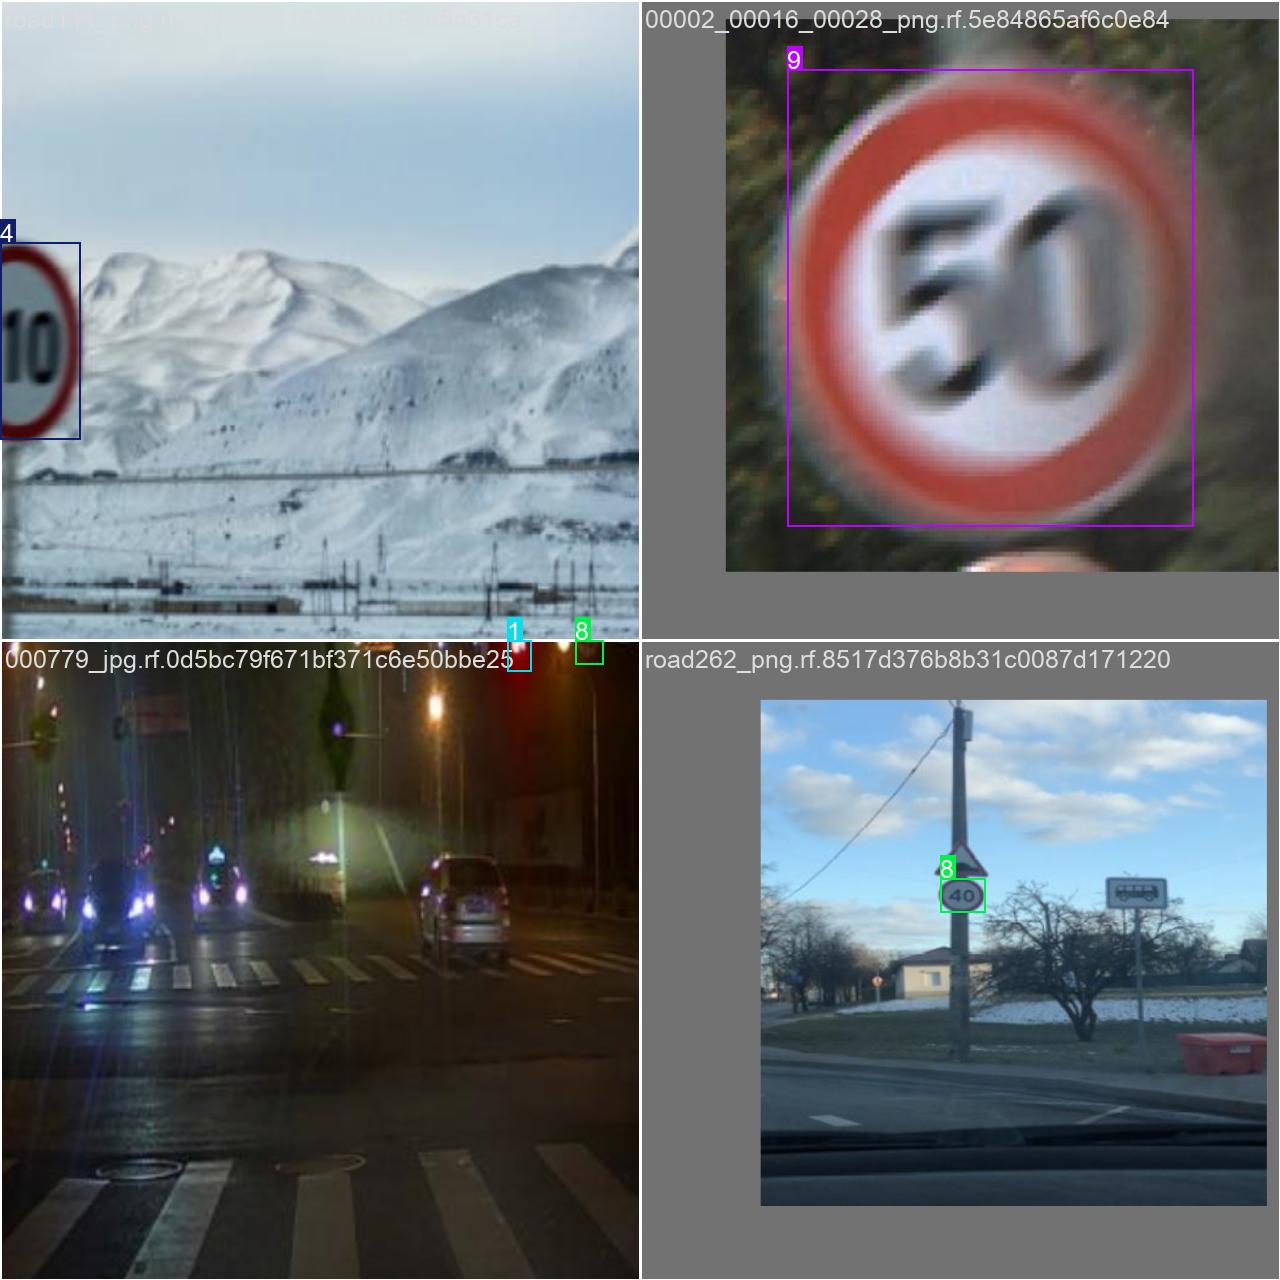 00002_00016_00028_png.rf.5e84865af6c0e84
9
50
4
10
1
8
000779_jpg.rf.0d5bc79f671bf371c6e50bbe25
road262_png.rf.8517d376b8b31c0087d171220
8
40